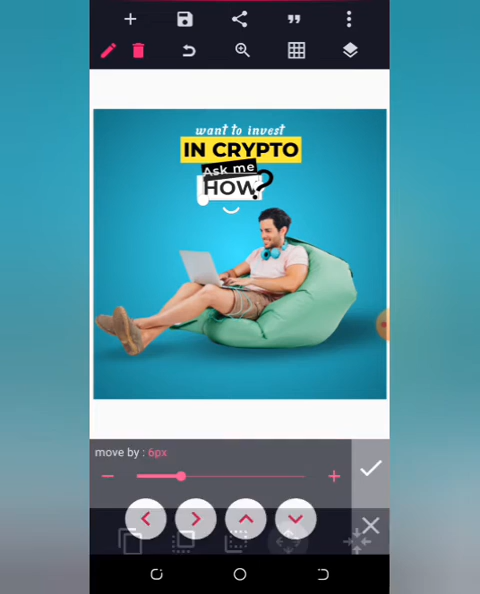 want to invest
IN CRYPTO
Ask me
HOW?
move by : 6px